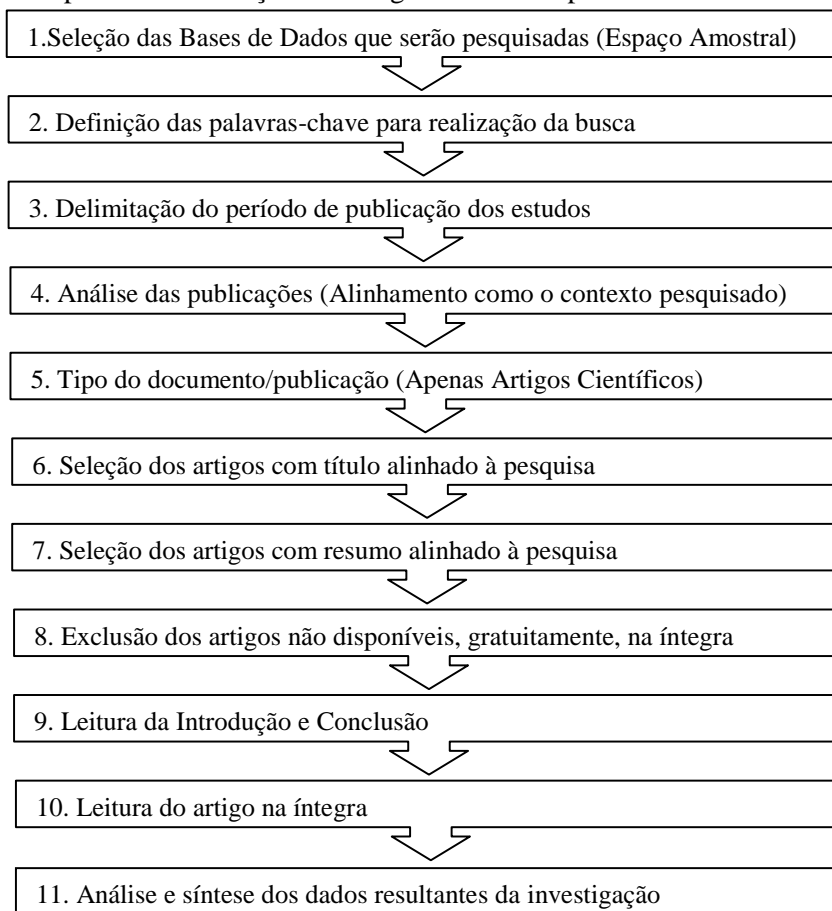 1.Seleção das Bases de Dados que serão pesquisadas (Espaço Amostral)
2. Definição das palavras-chave para realização da busca
3. Delimitação do período de publicação dos estudos
4. Análise das publicações (Alinhamento como o contexto pesquisado)
5. Tipo do documento/publicação (Apenas Artigos Científicos)
6. Seleção dos artigos com título alinhado à pesquisa
7. Seleção dos artigos com resumo alinhado à pesquisa
8. Exclusão dos artigos não disponíveis, gratuitamente, na íntegra
9. Leitura da Introdução e Conclusão
10. Leitura do artigo na íntegra
11. Análise e síntese dos dados resultantes da investigação